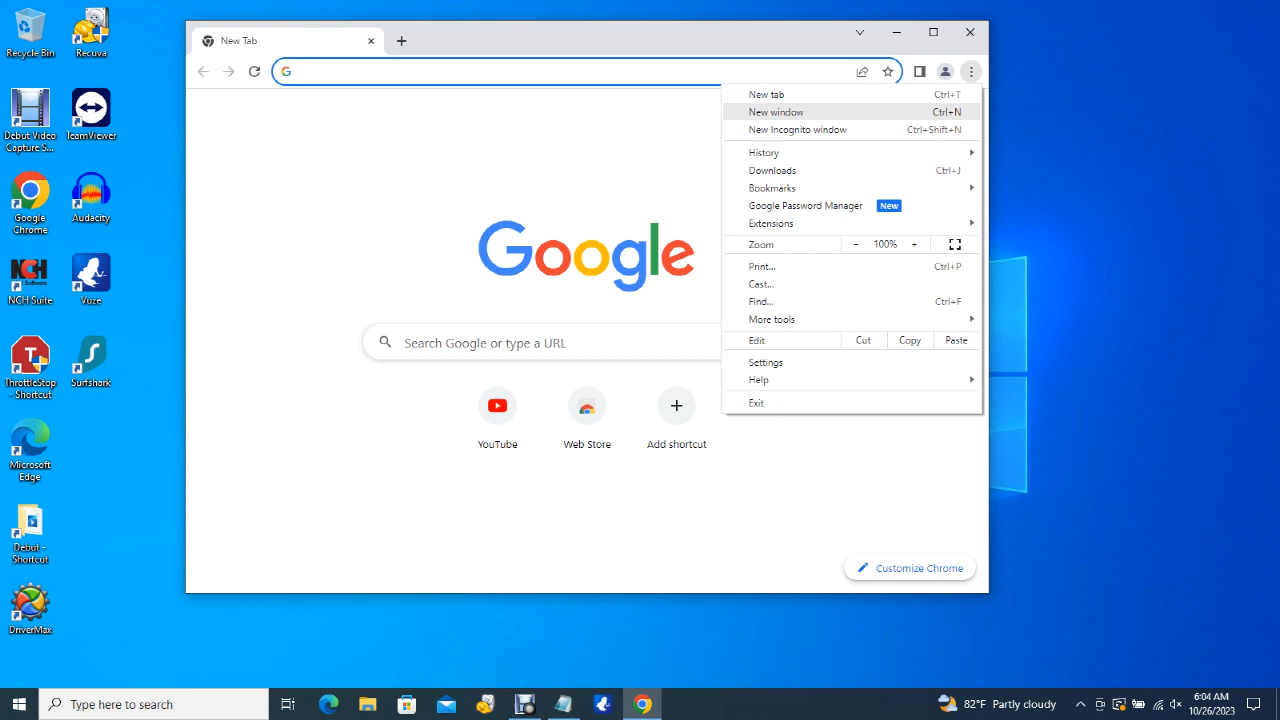 Recycle Bin
Recuva
Debut Video
Capture S...
TeamViewer
Google
Chrome
Audacity
NCH
Software
NCH Suite
Vuze
ThrottleStop
- Shortcut
Surfshark
Microsoft
Edge
Debut -
Shortcut
DriverMax
New Tab
New tab Ctrl+T
New window Ctrl+N
New Incognito window Ctrl+Shift+N
History
Downloads Ctrl+J
Bookmarks
Google Password Manager New
Extensions
Zoom - 100% +
Print... Ctrl+P
Cast...
Find... Ctrl+F
More tools
Edit Cut Copy Paste
Settings
Help
Exit
Google
Search Google or type a URL
YouTube
Web Store
Add shortcut
Customize Chrome
Type here to search
82°F Partly cloudy
6:04 AM
10/26/2023